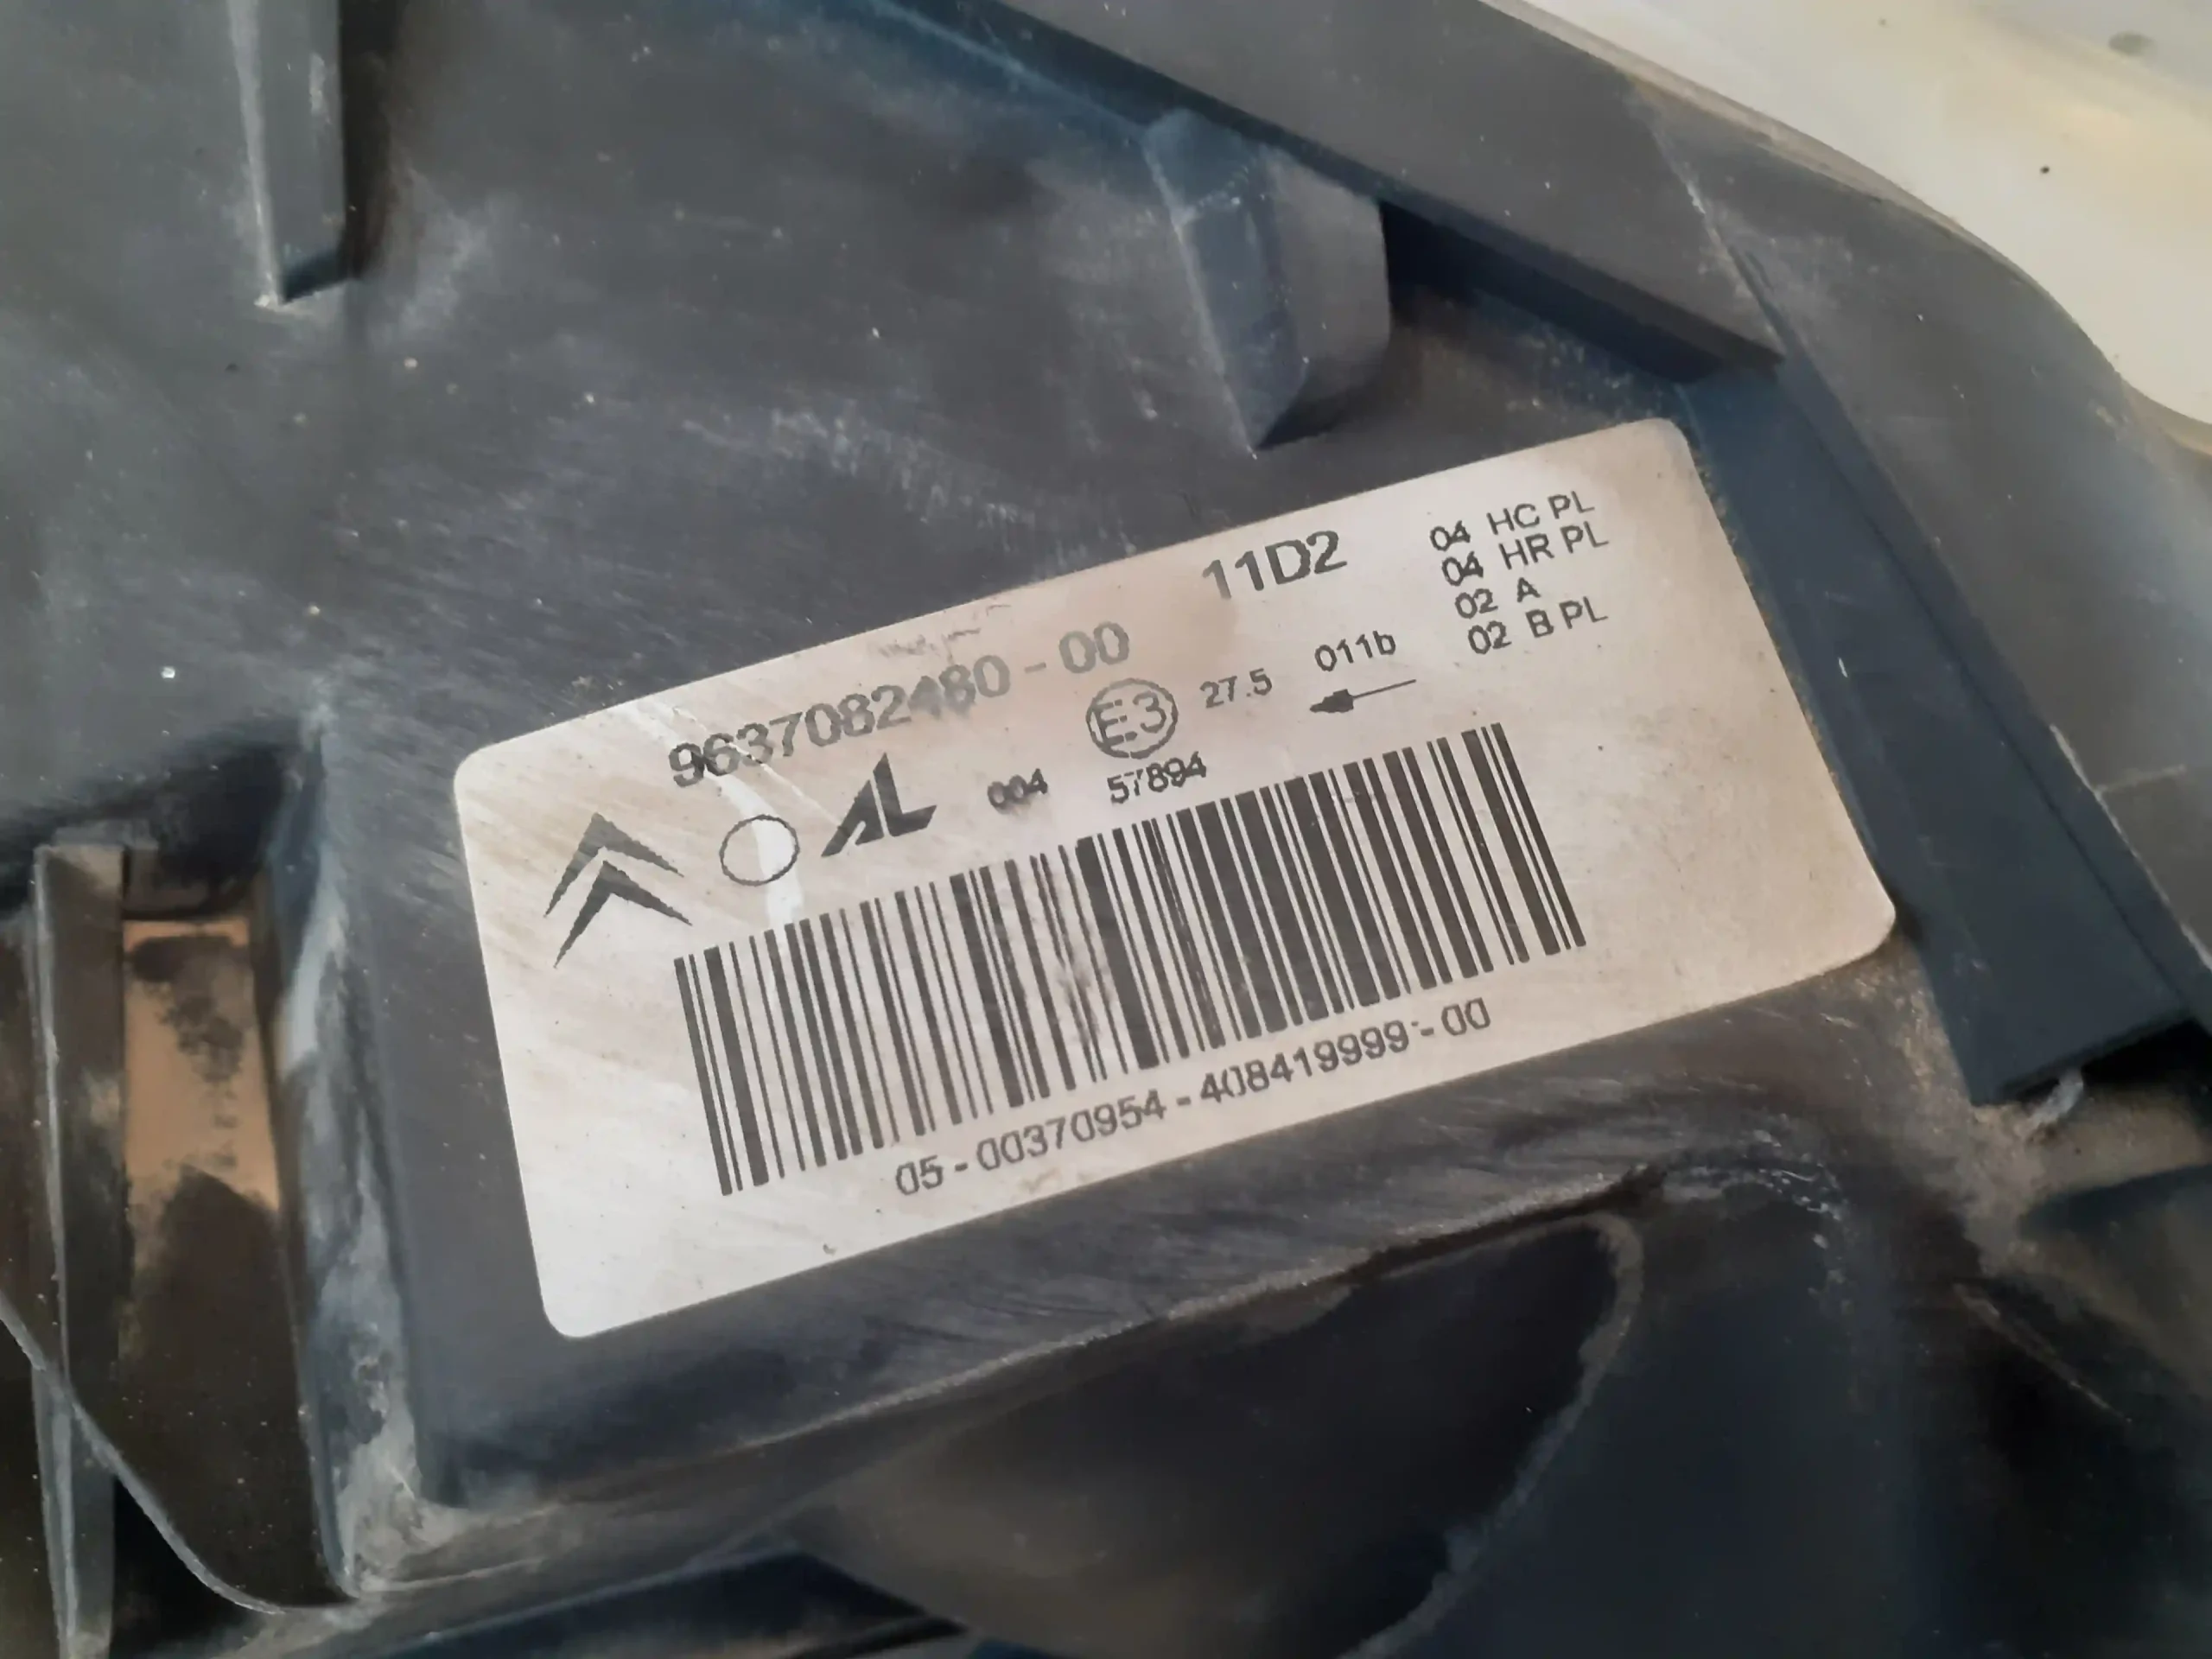 9637082480-00 11D2
04 HC PL
04 HR PL
02 A
02 B PL
AL 004 E3 27.5 011b
57894
05-00370954-408419999-00